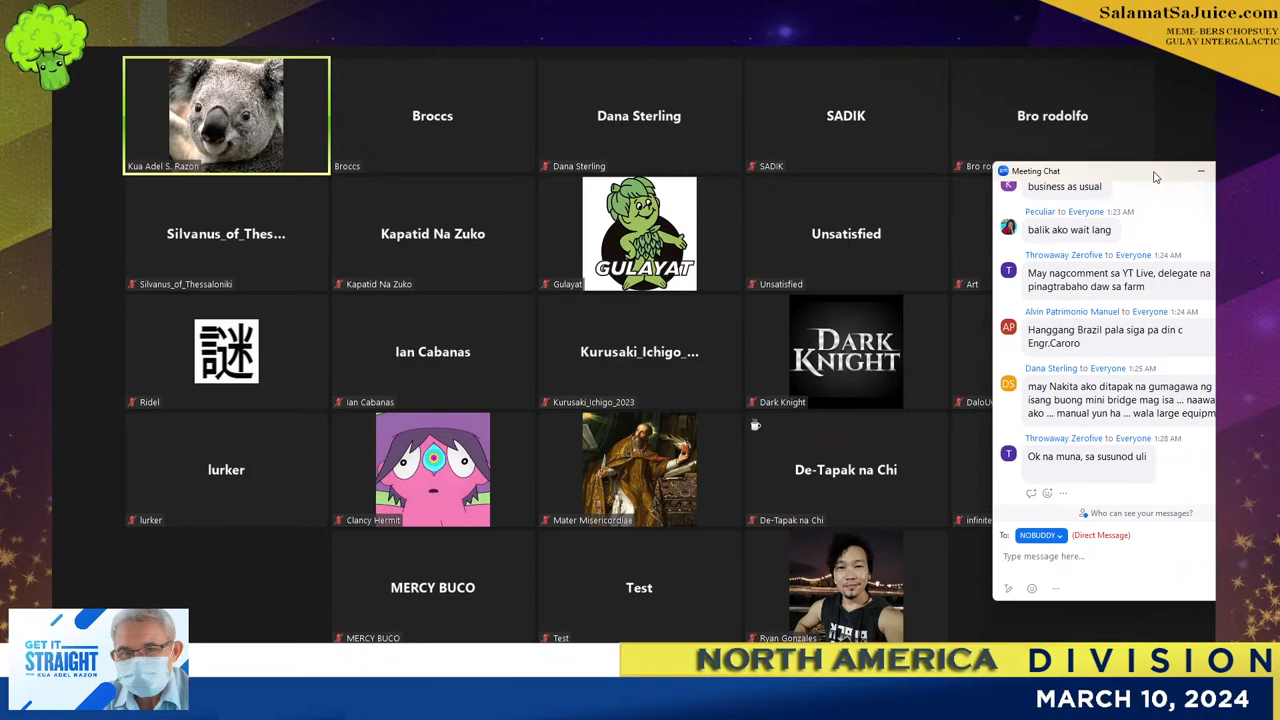 SalamatSaJuice.com
MEME-BERS CHOPSUEY
GULAY INTERGALACTIC
Kua Adel S. Razon
Broccs
Broccs
Dana Sterling
Dana Sterling
SADIK
SADIK
Bro rodolfo
Bro ro
Silvanus_of_Thes...
Silvanus_of_Thessaloniki
Kapatid Na Zuko
Kapatid Na Zuko
GULAYAT
Gulayat
Unsatisfied
Unsatisfied
Art
謎
Ridel
Ian Cabanas
Ian Cabanas
Kurusaki_Ichigo_...
Kurusaki_Ichigo_2023
DARK
KNIGHT
Dark Knight
DaloU
lurker
lurker
Clancy Hermit
Mater Misericordiae
De-Tapak na Chi
De-Tapak na Chi
infinite
MERCY BUCO
MERCY BUCO
Test
Test
Ryan Gonzales
zm Meeting Chat
K
business as usual
Peculiar to Everyone 1:23 AM
balik ako wait lang
Throwaway Zerofive to Everyone 1:24 AM
T
May nagcomment sa YT Live, delegate na
pinagtrabaho daw sa farm
Alvin Patrimonio Manuel to Everyone 1:24 AM
AP
Hanggang Brazil pala siga pa din c
Engr.Caroro
Dana Sterling to Everyone 1:25 AM
DS
may Nakita ako ditapak na gumagawa ng
isang buong mini bridge mag isa ... naawa
ako ... manual yun ha ... wala large equipm
Throwaway Zerofive to Everyone 1:28 AM
T
Ok na muna, sa susunod uli
Who can see your messages?
To: NOBUDDY (Direct Message)
Type message here...
GET IT
STRAIGHT
KUA ADEL RAZON
NORTH AMERICA DIVISION
MARCH 10, 2024